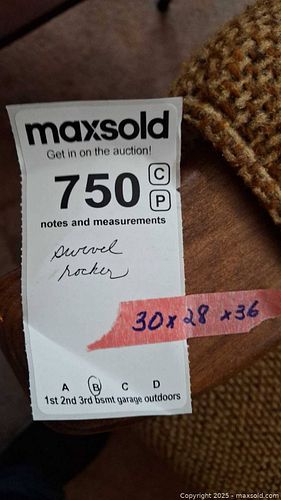 maxsold
Get in on the auction!
750 C
P
notes and measurements
swivel
rocker
30 x 28 x 36
A B C D
1st 2nd 3rd bsmt garage outdoors
Copyright 2025 - maxsold.com